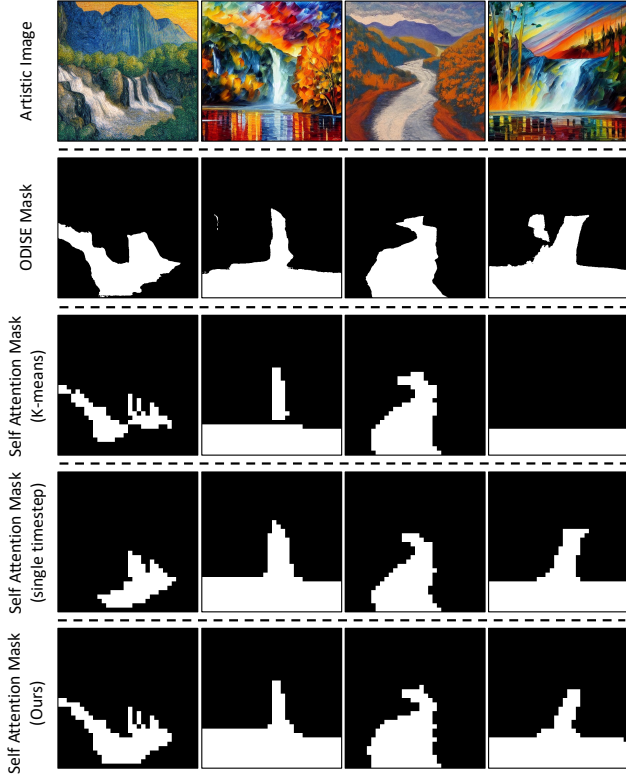 Artistic Image
ODISE Mask
Self Attention Mask
(K-means)
Self Attention Mask
(single timestep)
Self Attention Mask
(Ours)